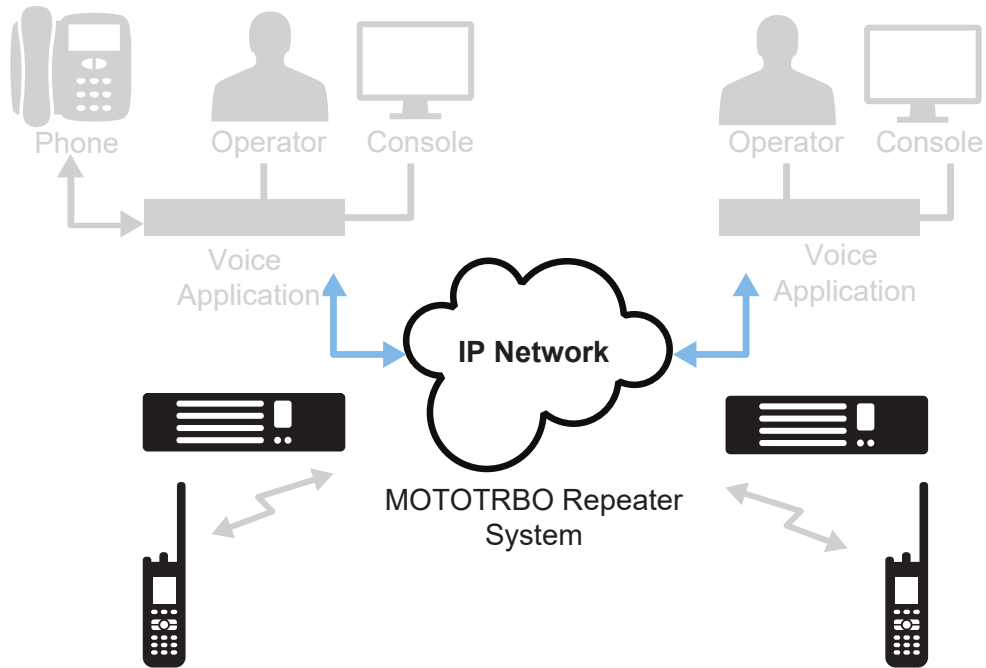 Phone
Operator
Console
Operator
Console
Voice
Application
Voice
Application
IP Network
MOTOTRBO Repeater
System